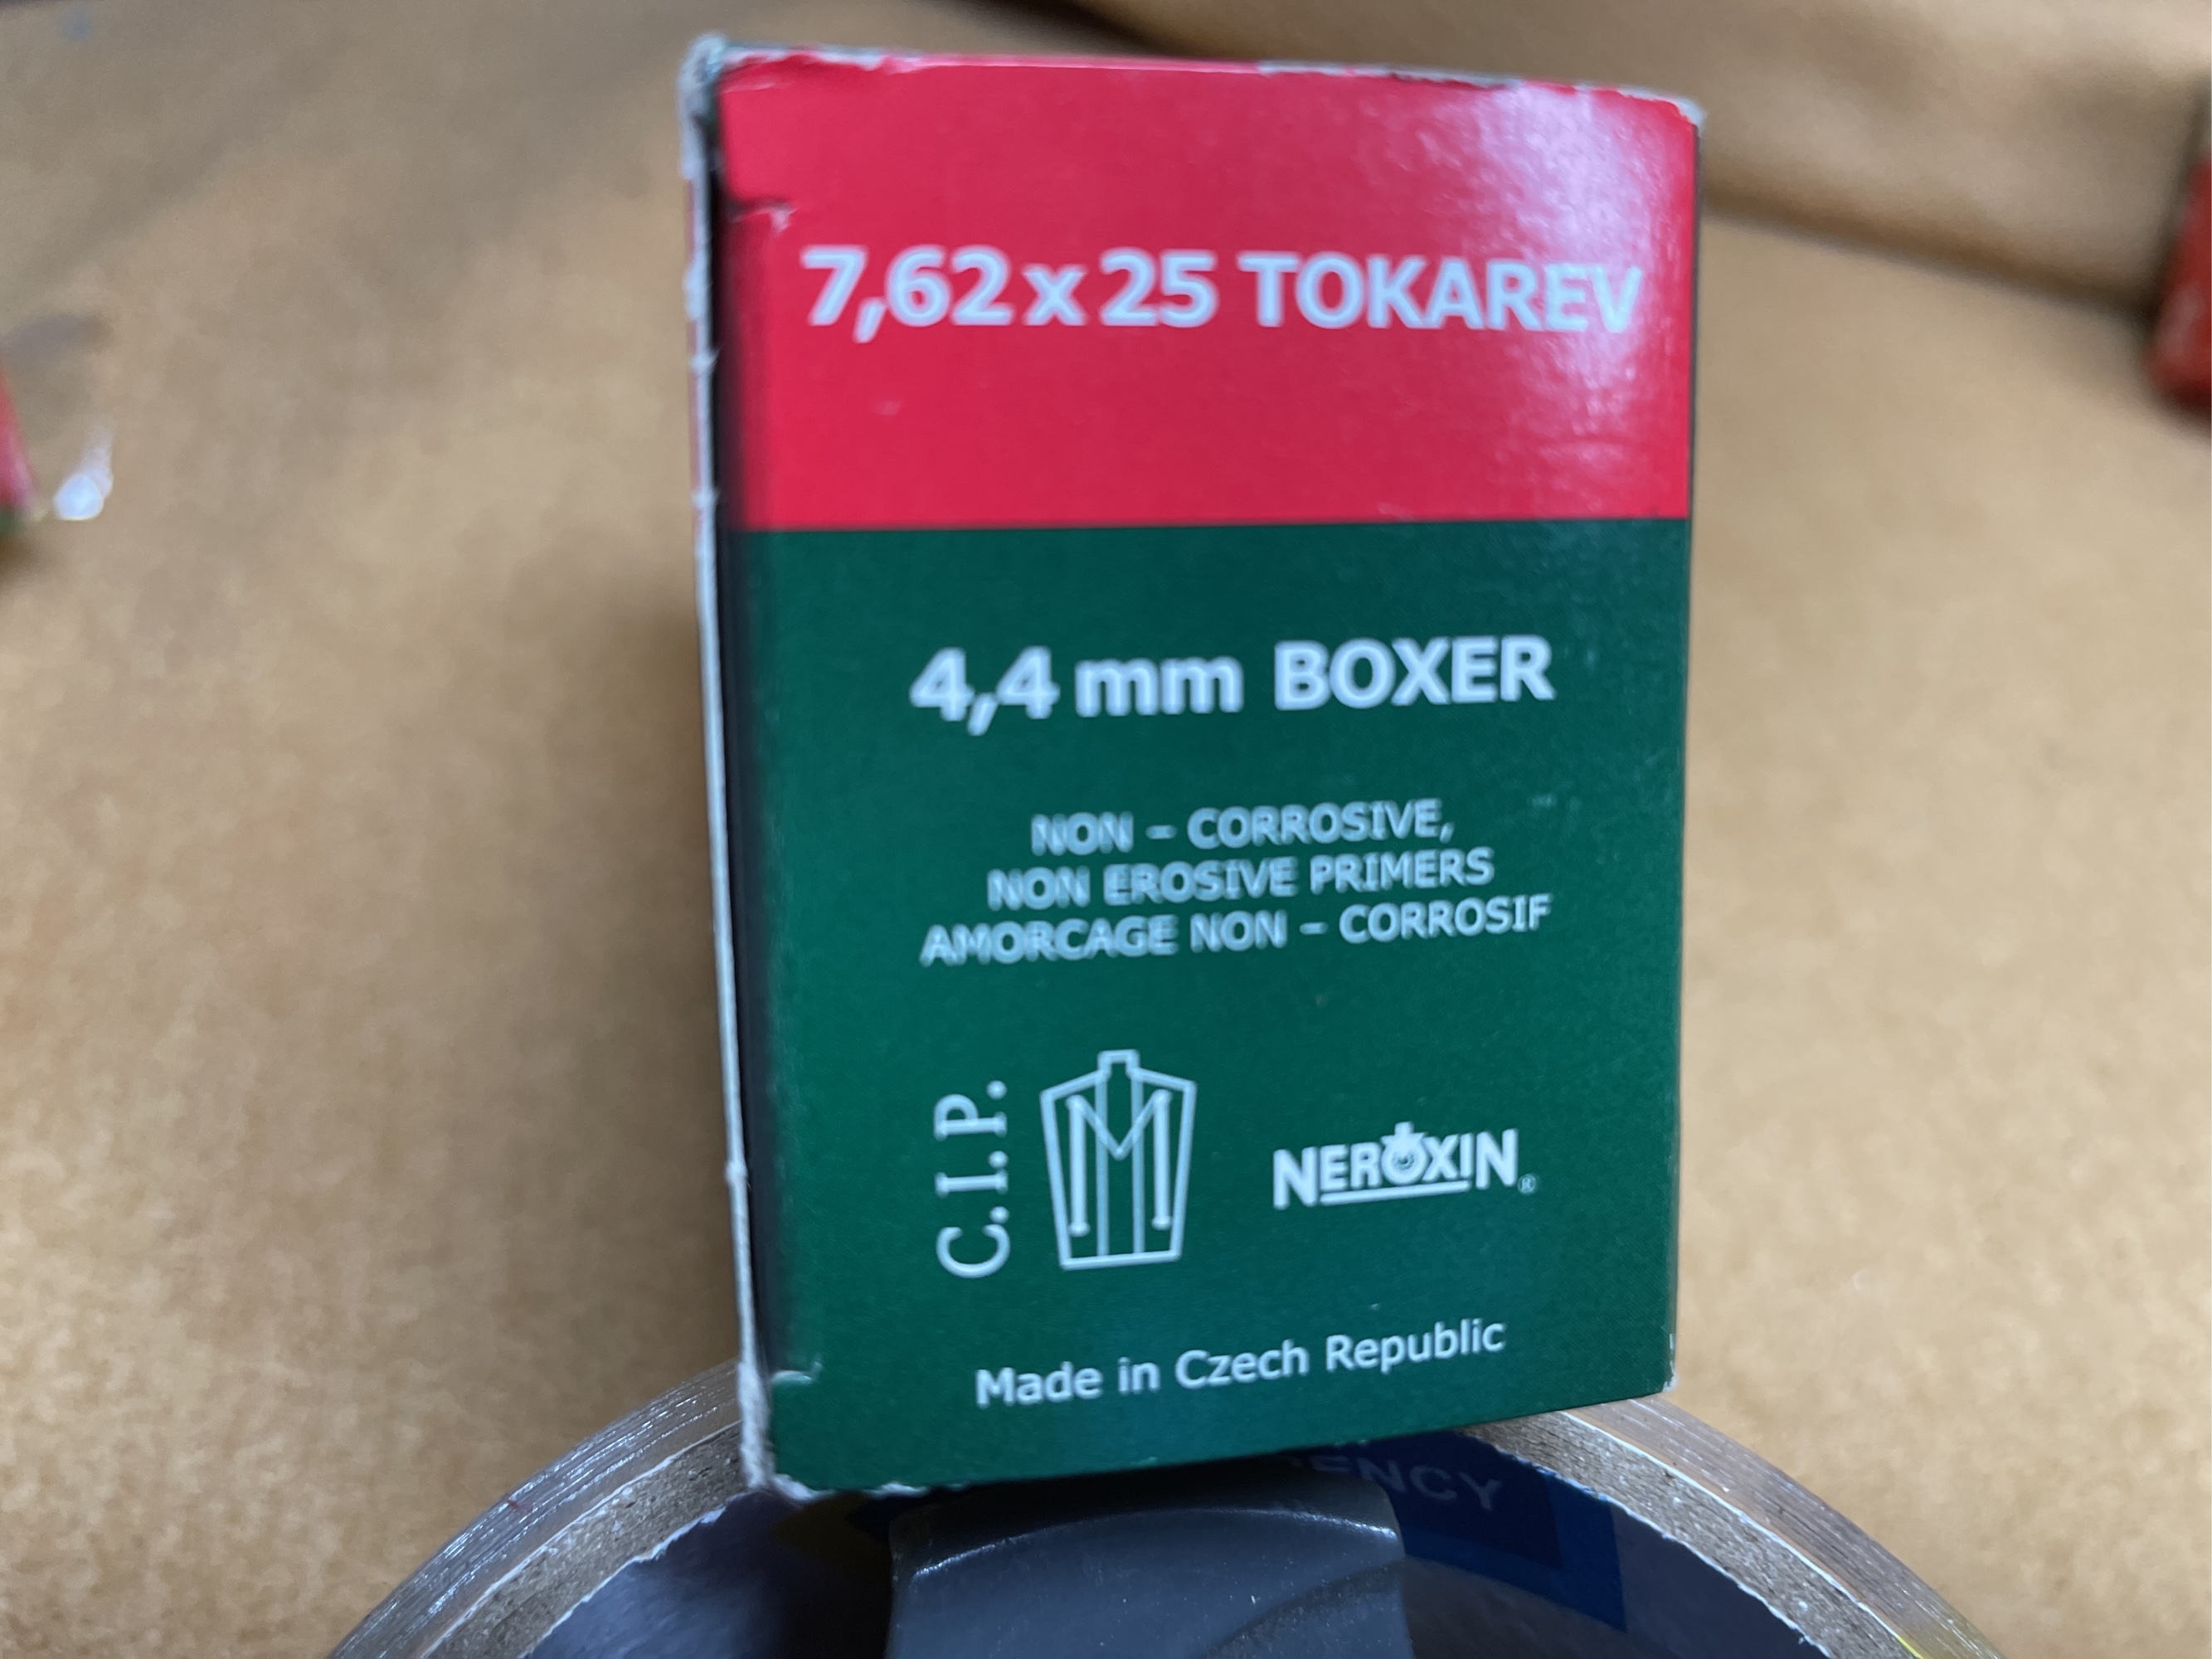 7,62 x 25 TOKAREV
4,4 mm BOXER
NON – CORROSIVE,
NON EROSIVE PRIMERS
AMORCAGE NON – CORROSIF
C.I.P.
NEROXIN®
Made in Czech Republic
ENCY